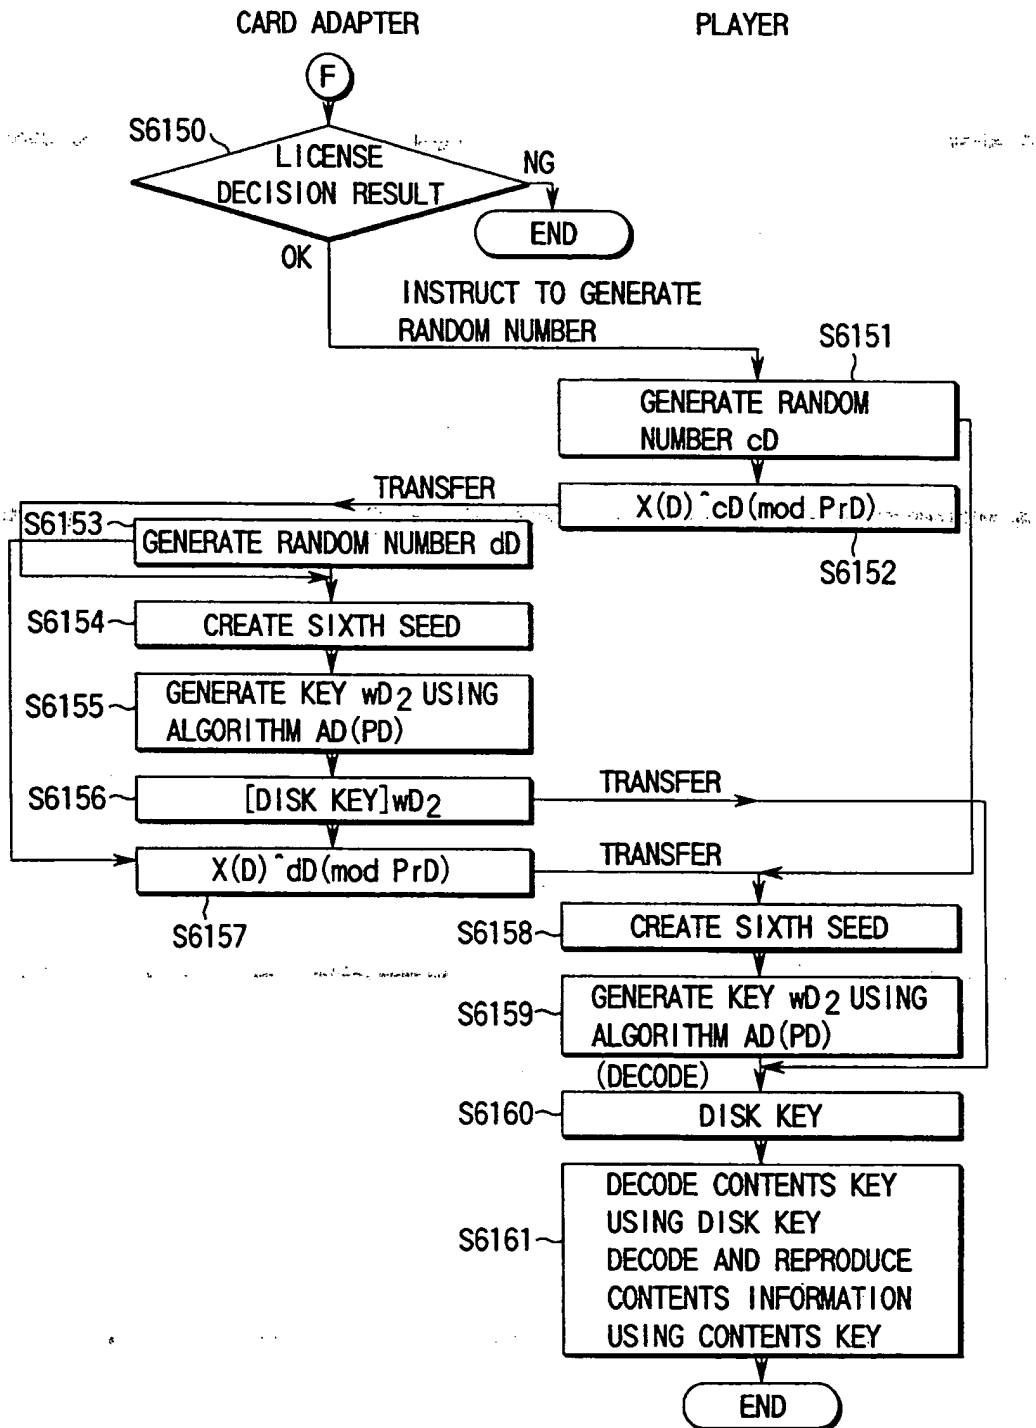 CARD ADAPTER
PLAYER
F
S6150
LICENSE
DECISION RESULT
NG
END
OK
INSTRUCT TO GENERATE
RANDOM NUMBER
S6151
GENERATE RANDOM
NUMBER cD
TRANSFER
X(D)^cD(mod PrD)
S6152
S6153
GENERATE RANDOM NUMBER dD
S6154
CREATE SIXTH SEED
S6155
GENERATE KEY wD2 USING
ALGORITHM AD(PD)
S6156
[DISK KEY]wD2
TRANSFER
X(D)^dD(mod PrD)
TRANSFER
S6157
S6158
CREATE SIXTH SEED
S6159
GENERATE KEY wD2 USING
ALGORITHM AD(PD)
(DECODE)
S6160
DISK KEY
S6161
DECODE CONTENTS KEY
USING DISK KEY
DECODE AND REPRODUCE
CONTENTS INFORMATION
USING CONTENTS KEY
END